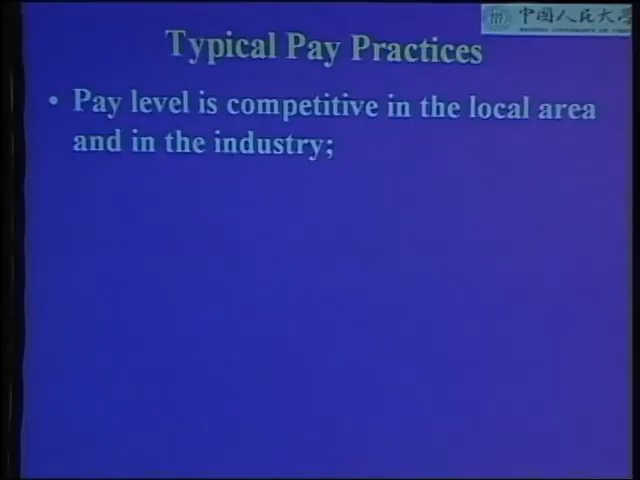 中国人民大学
Typical Pay Practices
• Pay level is competitive in the local area
and in the industry;